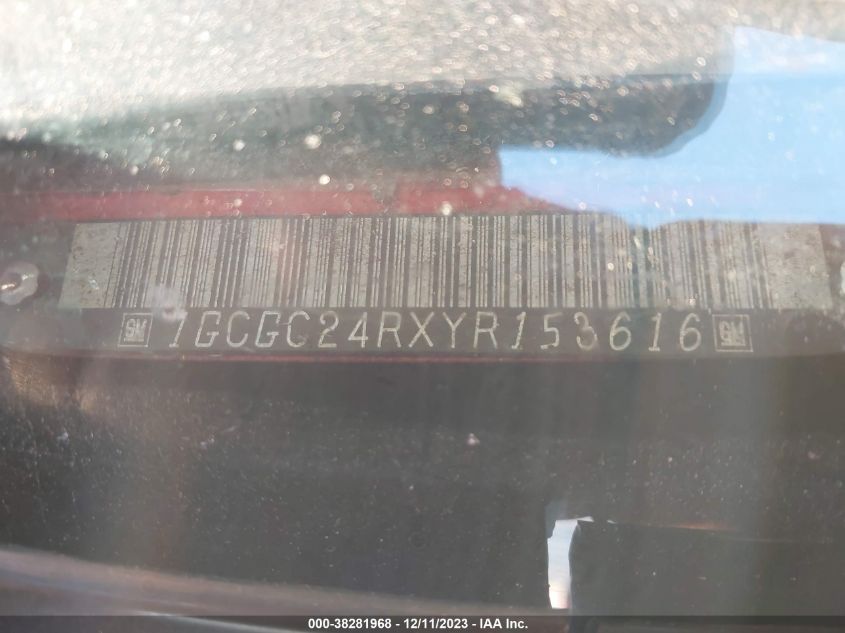 GM 1GCGC24RXYR153616 GM
000-38281968 - 12/11/2023 - IAA Inc.